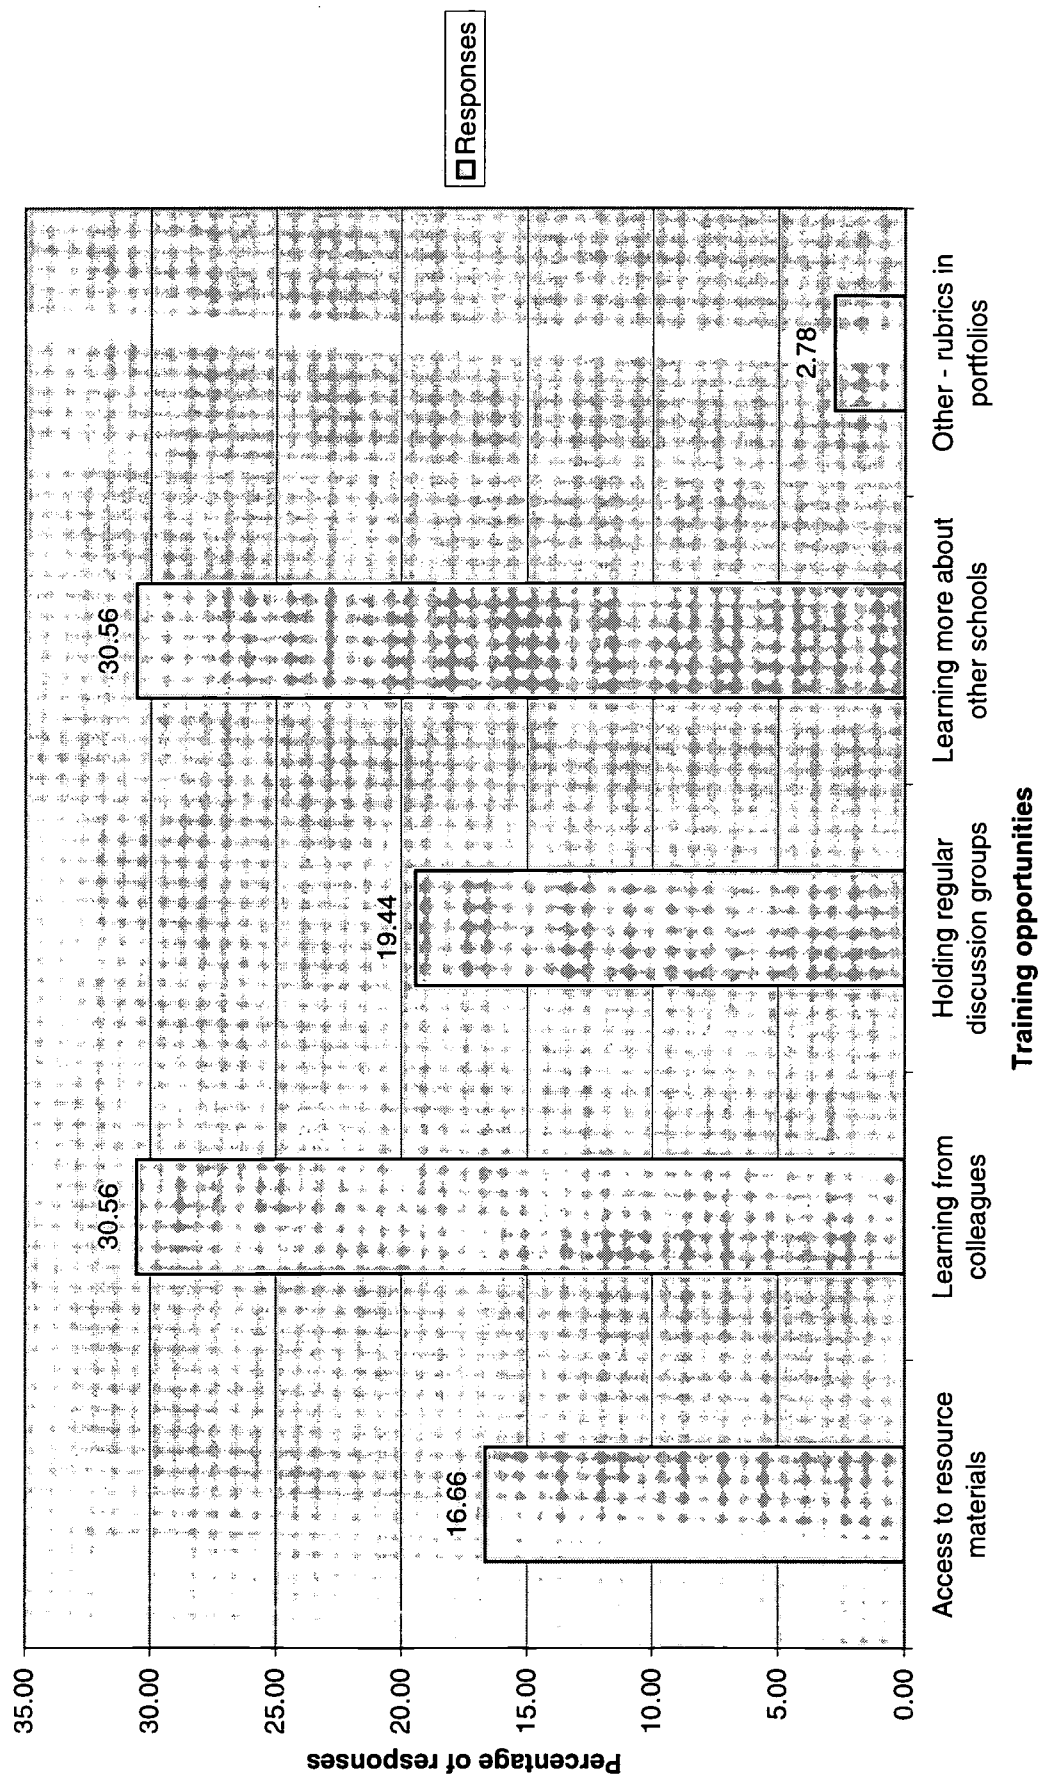 Percentage of responses
35.00
30.00
25.00
20.00
15.00
10.00
5.00
0.00
16.66
30.56
19.44
30.56
2.78
Access to resource
materials
Learning from
colleagues
Holding regular
discussion groups
Learning more about
other schools
Other - rubrics in
portfolios
Training opportunities
Responses